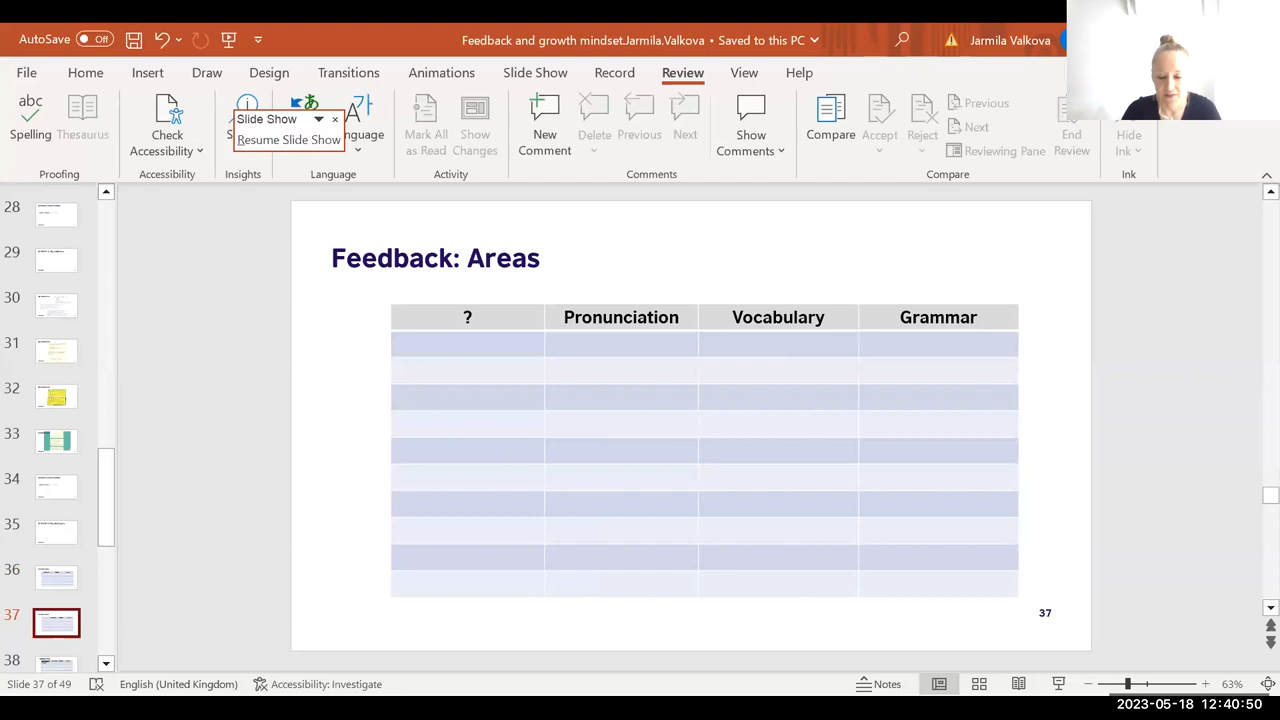 AutoSave Off
Feedback and growth mindset.Jarmila.Valkova • Saved to this PC
Jarmila Valkova
File Home Insert Draw Design Transitions Animations Slide Show Record Review View Help
abc
Spelling Thesaurus
Check Accessibility
Slide Show
Resume Slide Show
Mark All as Read
Show Changes
New Comment
Delete Previous Next
Show Comments
Compare Accept Reject
Previous
Next
Reviewing Pane
End Review
Hide Ink
Proofing Accessibility Insights Language Activity Comments Compare Ink
28
29
30
31
32
33
34
35
36
37
38
Feedback: Areas
? Pronunciation Vocabulary Grammar
37
Slide 37 of 49 English (United Kingdom) Accessibility: Investigate Notes 63%
2023-05-18 12:40:50